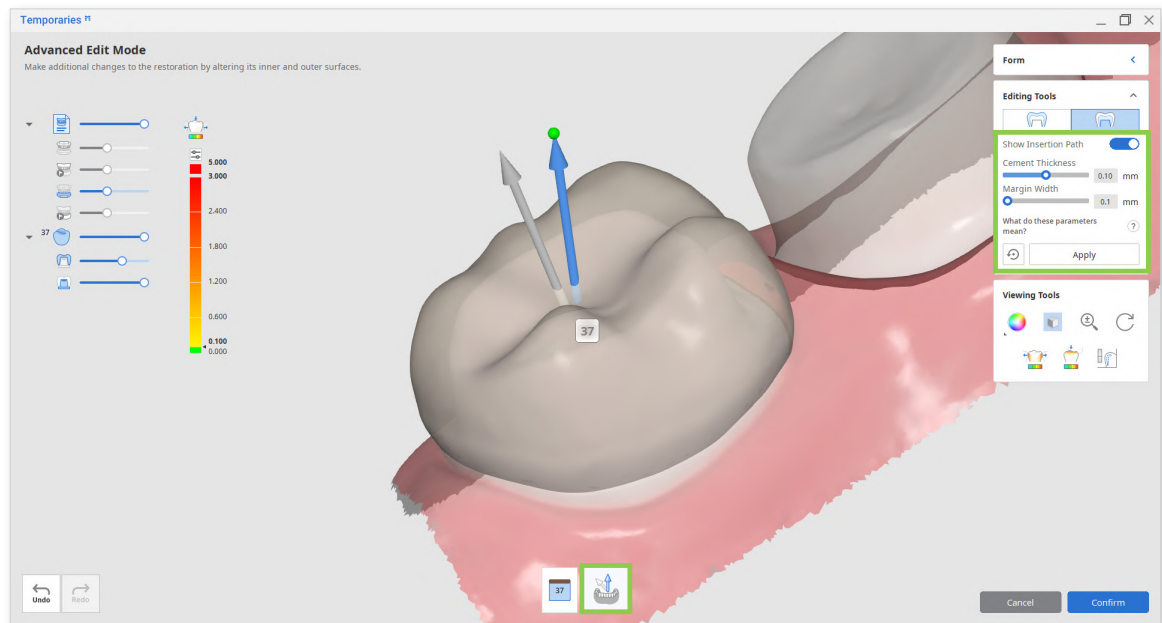 Temporaries
Advanced Edit Mode
Make additional changes to the restoration by altering its inner and outer surfaces.
37
5.000
3.000
2.400
1.800
1.200
0.600
0.100
0.000
37
Form
Editing Tools
Show Insertion Path
Cement Thickness
0.10 mm
Margin Width
0.1 mm
What do these parameters
mean?
?
Apply
Viewing Tools
Undo
Redo
37
Cancel
Confirm